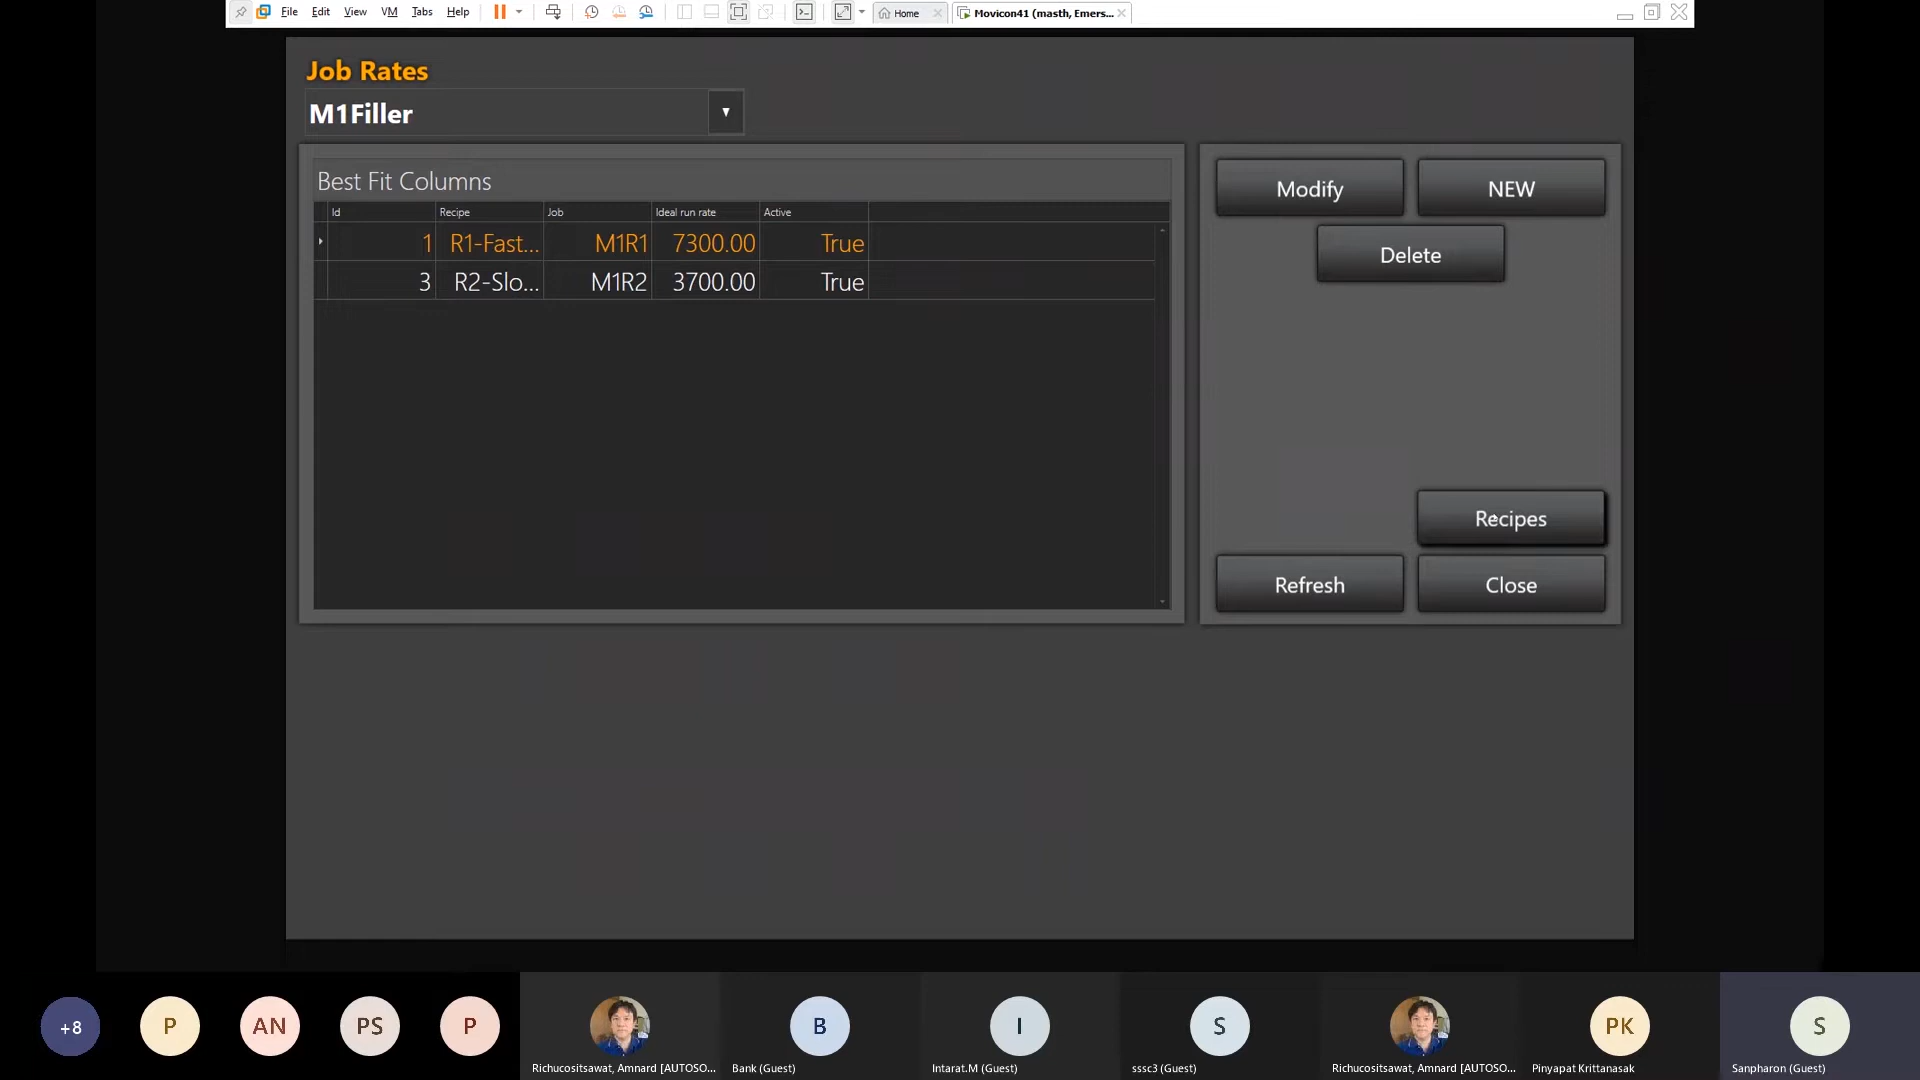 File Edit View VM Tabs Help Home Movicon41 (masth, Emers...
Job Rates
M1Filler
Best Fit Columns
Id Recipe Job Ideal run rate Active
1 R1-Fast... M1R1 7300.00 True
3 R2-Slo... M1R2 3700.00 True
Modify NEW
Delete
Recipes
Refresh Close
+8 P AN PS P B I S PK S
Richucositsawat, Amnard [AUTOSO... Bank (Guest) Intarat.M (Guest) sssc3 (Guest) Richucositsawat, Amnard [AUTOSO... Pinyapat Krittanasak Sanpharon (Guest)